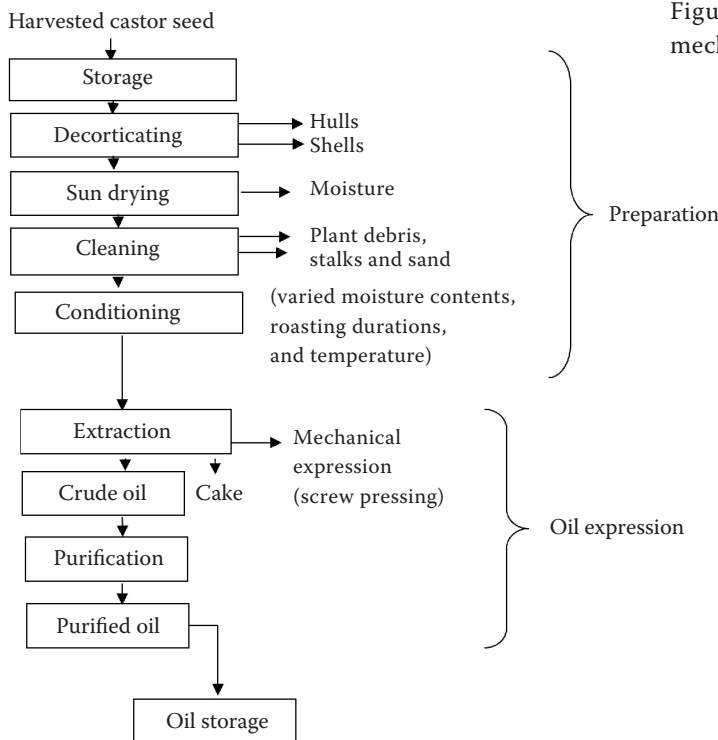 Harvested castor seed
Figu
mech
Storage
Decorticating
Hulls
Shells
Sun drying
Moisture
Cleaning
Plant debris,
stalks and sand
Preparation
Conditioning
(varied moisture contents,
roasting durations,
and temperature)
Extraction
Mechanical
expression
(screw pressing)
Crude oil
Cake
Oil expression
Purification
Purified oil
Oil storage